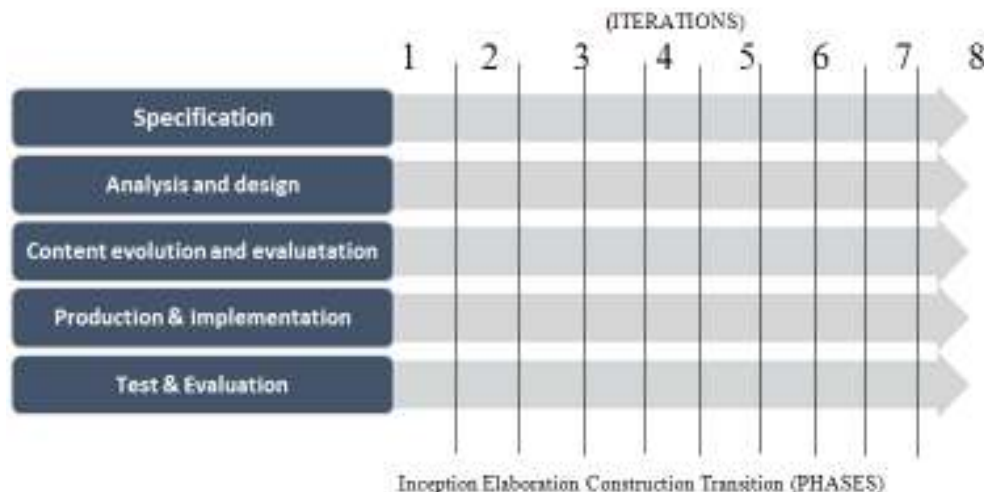 (ITERATIONS)
1 2 3 4 5 6 7 8
Specification
Analysis and design
Content evolution and evaluatation
Production & Implementation
Test & Evaluation
Inception Elaboration Construction Transition (PHASES)